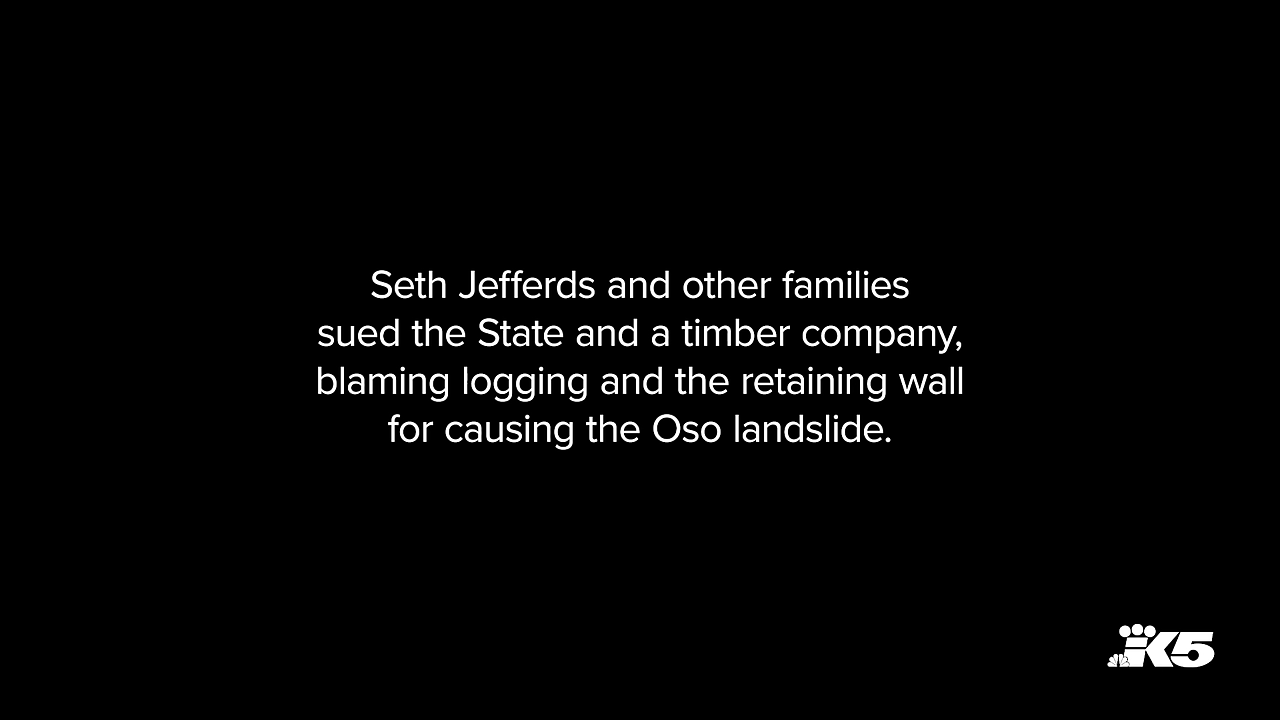 Seth Jefferds and other families
sued the State and a timber company,
blaming logging and the retaining wall
for causing the Oso landslide.
K5